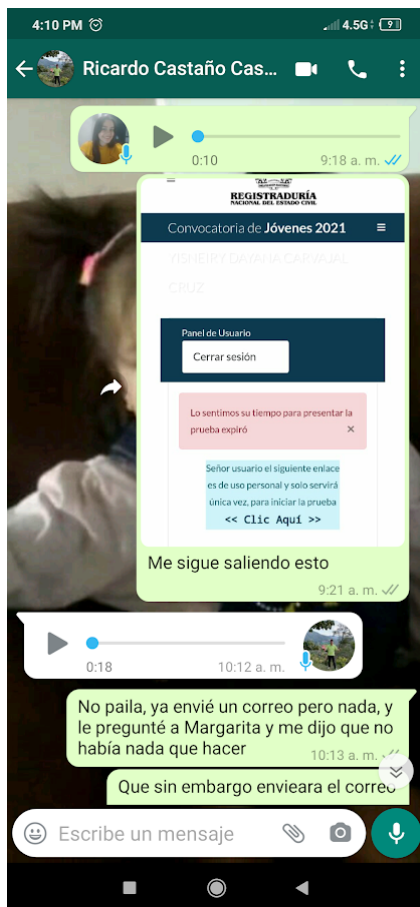 4:10 PM
4.5G
9
Ricardo Castaño Cas...
0:10
9:18 a. m.
REGISTRADURÍA
NACIONAL DEL ESTADO CIVIL
Convocatoria de Jóvenes 2021
YISHEIRY DAYANA CARVAJAL
CRUZ
Panel de Usuario
Cerrar sesión
Lo sentimos su tiempo para presentar la
prueba expiró
×
Señor usuario el siguiente enlace
es de uso personal y solo servirá
única vez, para iniciar la prueba
<< Clic Aquí >>
Me sigue saliendo esto
9:21 a. m.
0:18
10:12 a. m.
No paila, ya envié un correo pero nada, y
le pregunté a Margarita y me dijo que no
había nada que hacer
10:13 a. m.
Que sin embargo envieara el correo
Escribe un mensaje